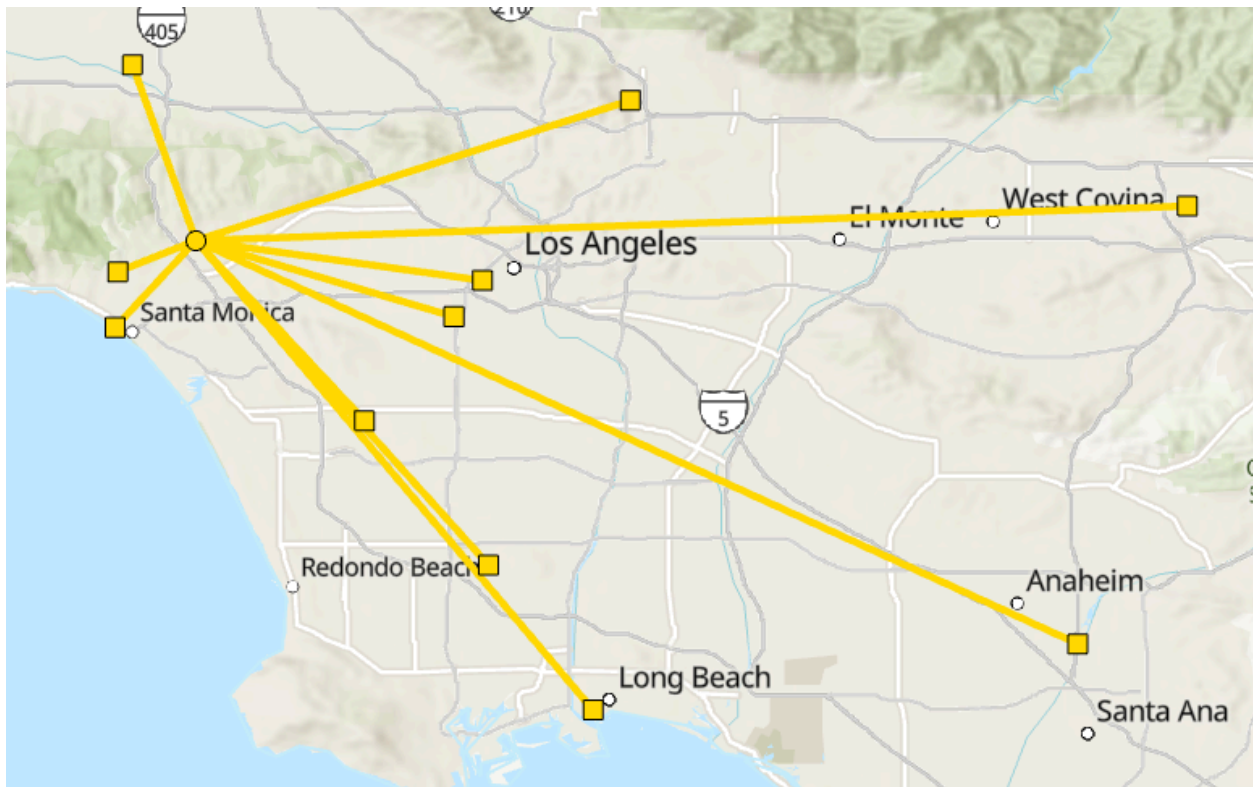 405
West Covina
El Monte
Los Angeles
Santa Monica
5
Redondo Beach
Anaheim
Long Beach
Santa Ana